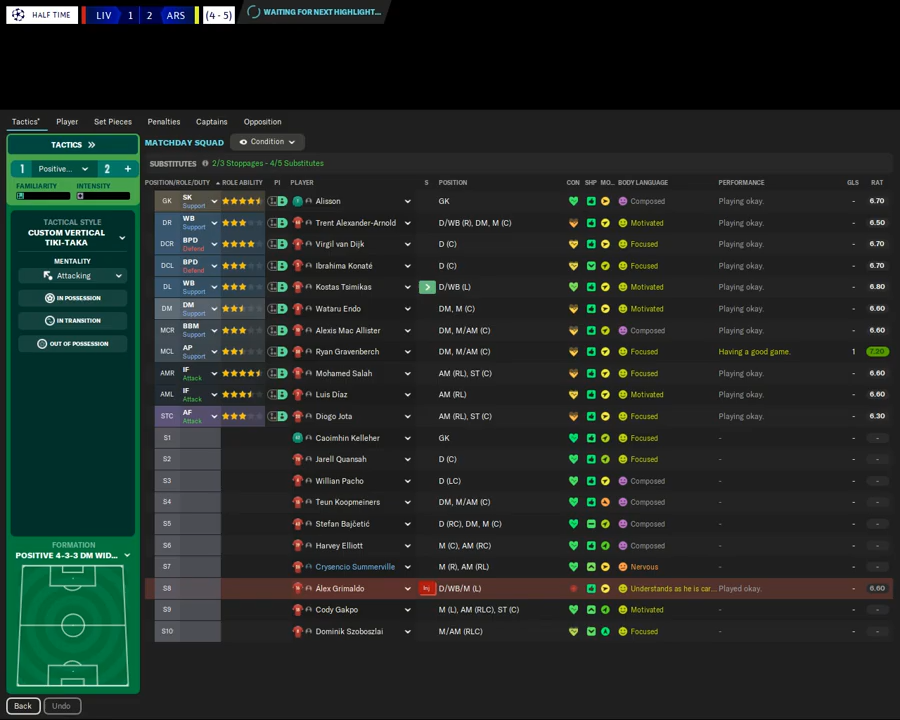 HALF TIME LIV 1 2 ARS (4 - 5) WAITING FOR NEXT HIGHLIGHT...
Tactics* Player Set Pieces Penalties Captains Opposition
TACTICS
1 Positive... 2 +
FAMILIARITY INTENSITY
TACTICAL STYLE
CUSTOM VERTICAL
TIKI-TAKA
MENTALITY
Attacking
IN POSSESSION
IN TRANSITION
OUT OF POSSESSION
FORMATION
POSITIVE 4-3-3 DM WID...
Back Undo
MATCHDAY SQUAD Condition
SUBSTITUTES 2/3 Stoppages - 4/5 Substitutes
POSITION/ROLE/DUTY ROLE ABILITY PI PLAYER S POSITION CON SHP MO... BODY LANGUAGE PERFORMANCE GLS RAT
GK SK Support Alisson GK Composed Playing okay. - 6.70
DR WB Support Trent Alexander-Arnold D/WB (R), DM, M (C) Motivated Playing okay. - 6.50
DCR BPD Defend Virgil van Dijk D (C) Focused Playing okay. - 6.70
DCL BPD Defend Ibrahima Konaté D (C) Focused Playing okay. - 6.70
DL WB Support Kostas Tsimikas D/WB (L) Motivated Playing okay. - 6.80
DM DM Support Wataru Endo DM, M (C) Motivated Playing okay. - 6.60
MCR BBM Support Alexis Mac Allister DM, M/AM (C) Composed Playing okay. - 6.60
MCL AP Support Ryan Gravenberch DM, M/AM (C) Focused Having a good game. 1 7.20
AMR IF Attack Mohamed Salah AM (RL), ST (C) Focused Playing okay. - 6.60
AML IF Attack Luis Díaz AM (RL) Motivated Playing okay. - 6.60
STC AF Attack Diogo Jota AM (RL), ST (C) Focused Playing okay. - 6.30
S1 Caoimhin Kelleher GK Focused - - -
S2 Jarell Quansah D (C) Focused - - -
S3 Willian Pacho D (LC) Composed - - -
S4 Teun Koopmeiners DM, M/AM (C) Composed - - -
S5 Stefan Bajčetić D (RC), DM, M (C) Focused - - -
S6 Harvey Elliott M (C), AM (RC) Composed - - -
S7 Crysencio Summerville M (R), AM (RL) Nervous - - -
S8 Álex Grimaldo Inj D/WB/M (L) Understands as he is car... Played okay. - 6.60
S9 Cody Gakpo M (L), AM (RLC), ST (C) Motivated - - -
S10 Dominik Szoboszlai M/AM (RLC) Focused - - -